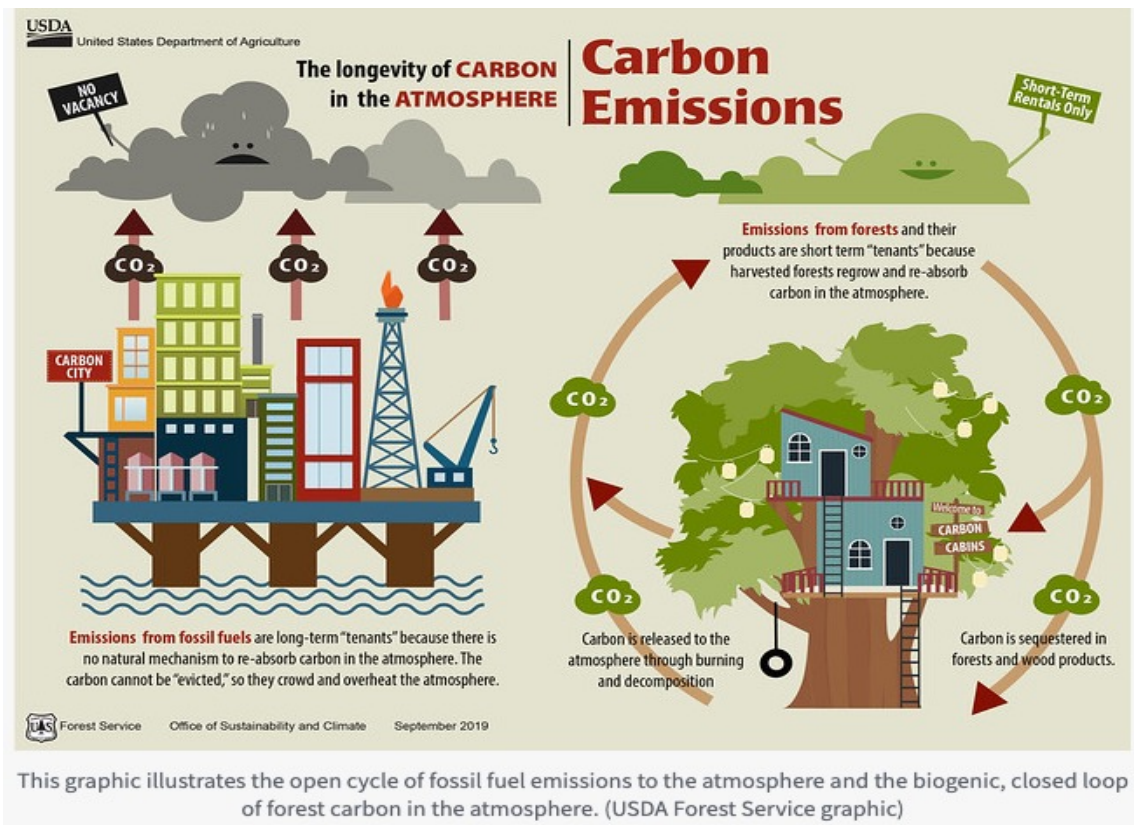 USDA
United States Department of Agriculture
The longevity of CARBON
in the ATMOSPHERE
Carbon
Emissions
NO
VACANCY
Short-Term
Rentals Only
CO2
CO2
CO2
CARBON
CITY
Emissions from forests and their
products are short term "tenants" because
harvested forests regrow and re-absorb
carbon in the atmosphere.
CO2
CO2
Welcome to
CARBON
CABINS
CO2
CO2
Emissions from fossil fuels are long-term "tenants" because there is
no natural mechanism to re-absorb carbon in the atmosphere. The
carbon cannot be "evicted," so they crowd and overheat the atmosphere.
Carbon is released to the
atmosphere through burning
and decomposition
Carbon is sequestered in
forests and wood products.
U S
Forest Service Office of Sustainability and Climate September 2019
This graphic illustrates the open cycle of fossil fuel emissions to the atmosphere and the biogenic, closed loop
of forest carbon in the atmosphere. (USDA Forest Service graphic)